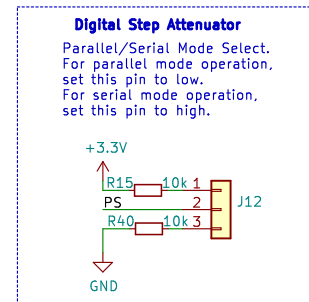 Digital Step Attenuator
Parallel/Serial Mode Select.
For parallel mode operation,
set this pin to low.
For serial mode operation,
set this pin to high.
+3.3V
R15 10k 1
PS 2 J12
R40 10k 3
GND